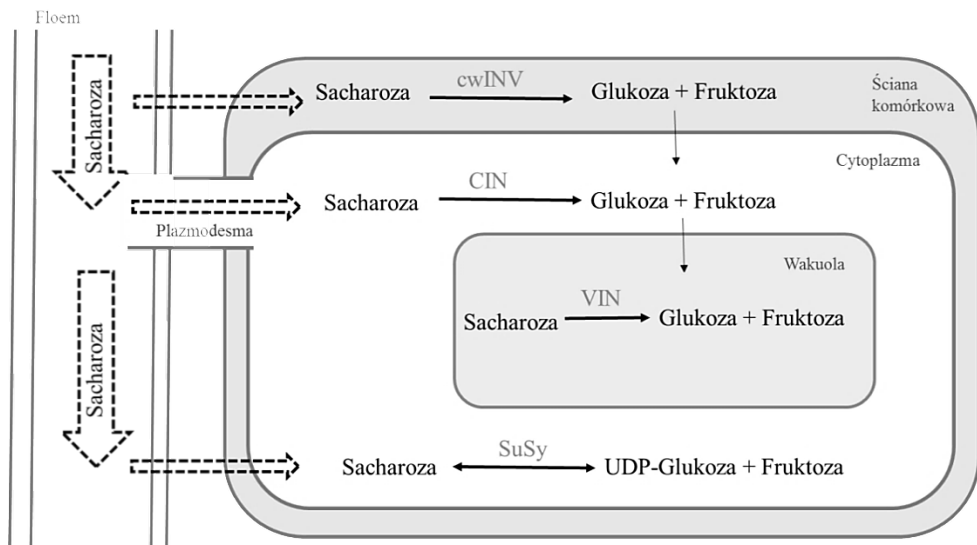 Floem
Sacharoza
Sacharoza
cwINV
Glukoza + Fruktoza
Ściana
komórkowa
Cytoplazma
Sacharoza
CIN
Glukoza + Fruktoza
Plazmodesma
Wakuola
Sacharoza
VIN
Glukoza + Fruktoza
Sacharoza
Sacharoza
SuSy
UDP-Glukoza + Fruktoza